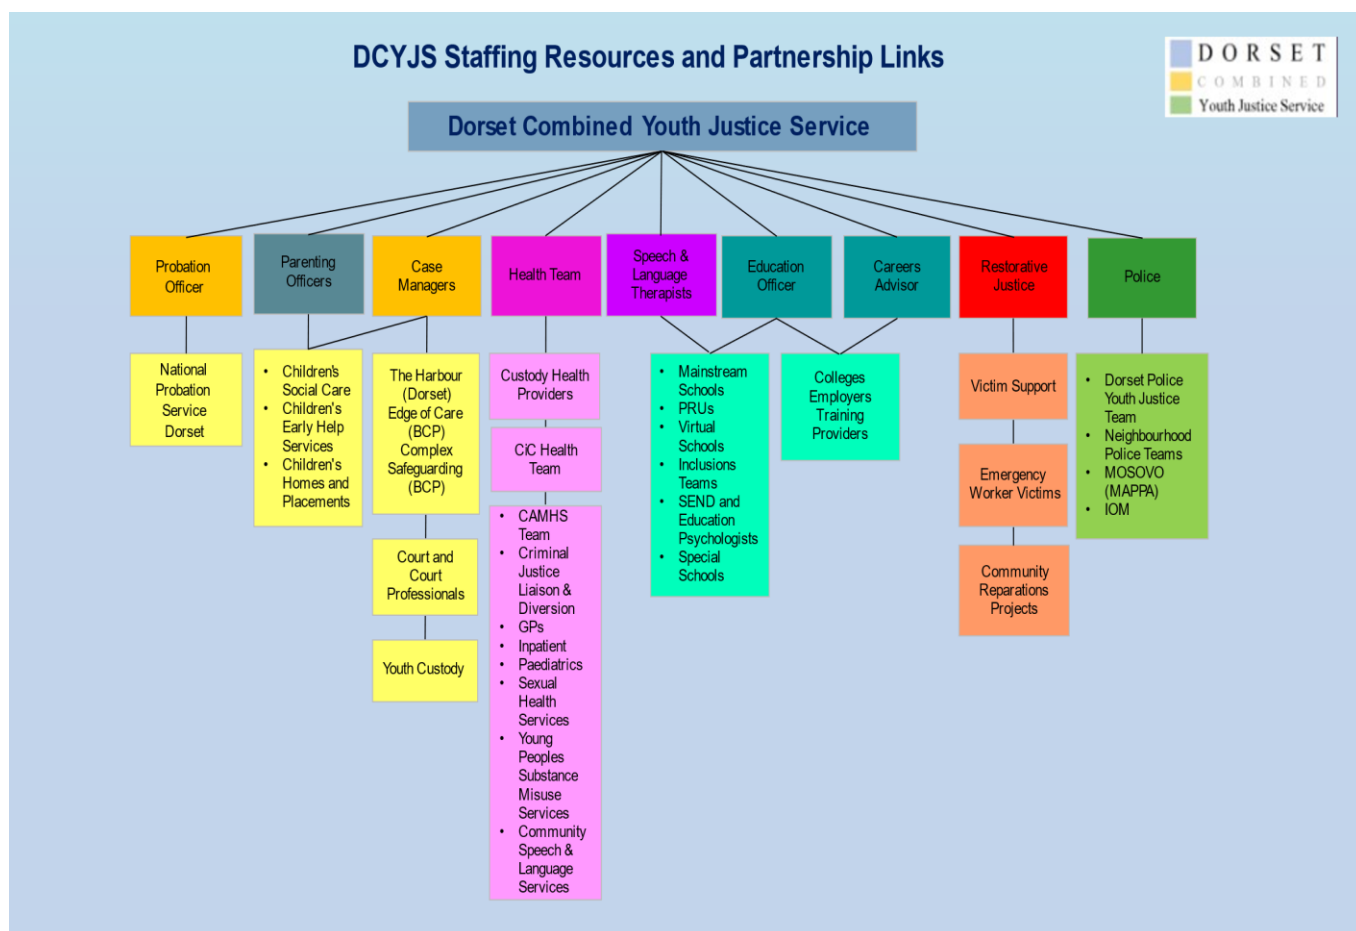 DCYJS Staffing Resources and Partnership Links
DORSET
COMBINED
Youth Justice Service
Dorset Combined Youth Justice Service
Probation
Officer
Parenting
Officers
Case
Managers
Health Team
Speech &
Language
Therapists
Education
Officer
Careers
Advisor
Restorative
Justice
Police
National
Probation
Service
Dorset
• Children's
Social Care
• Children's
Early Help
Services
• Children's
Homes and
Placements
The Harbour
(Dorset)
Edge of Care
(BCP)
Complex
Safeguarding
(BCP)
Court and
Court
Professionals
Youth Custody
Custody Health
Providers
CiC Health
Team
• CAMHS
Team
• Criminal
Justice
Liaison &
Diversion
• GPs
• Inpatient
• Paediatrics
• Sexual
Health
Services
• Young
Peoples
Substance
Misuse
Services
• Community
Speech &
Language
Services
• Mainstream
Schools
• PRUs
• Virtual
Schools
• Inclusions
Teams
• SEND and
Education
Psychologists
• Special
Schools
Colleges
Employers
Training
Providers
Victim Support
Emergency
Worker Victims
Community
Reparations
Projects
• Dorset Police
Youth Justice
Team
• Neighbourhood
Police Teams
• MOSOVO
(MAPPA)
• IOM